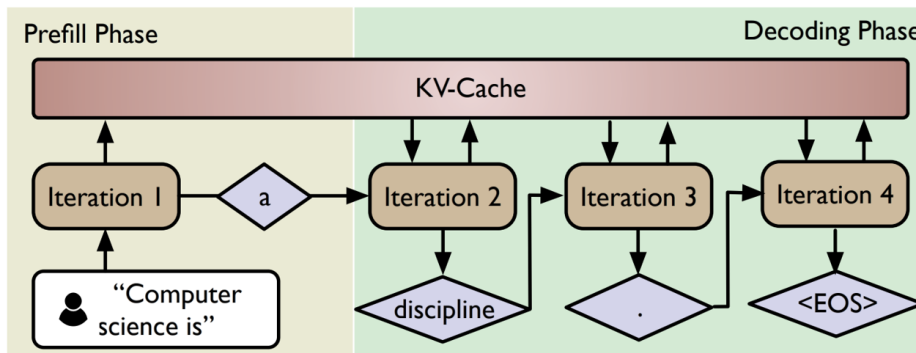 Prefill Phase
Decoding Phase
KV-Cache
Iteration 1
a
Iteration 2
Iteration 3
Iteration 4
“Computer
science is”
discipline
.
<EOS>